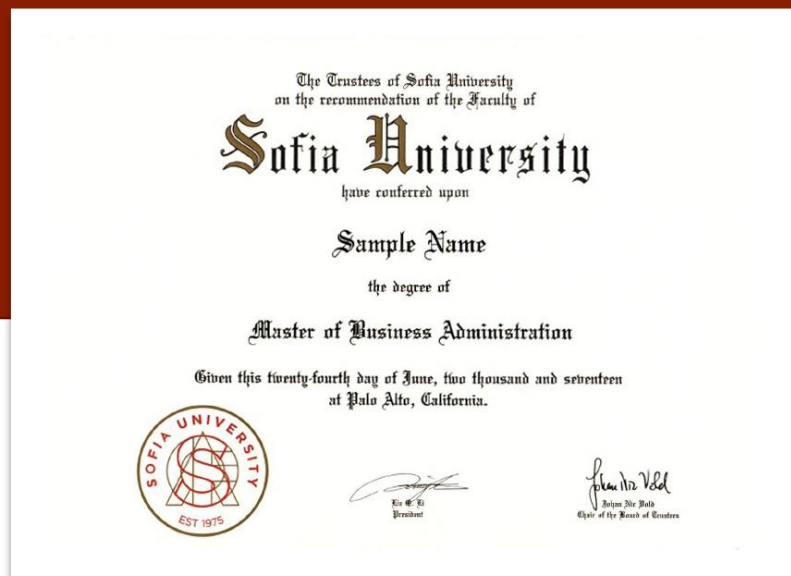 The Trustees of Sofia University
on the recommendation of the Faculty of
Sofia University
have conferred upon
Sample Name
the degree of
Master of Business Administration
Given this twenty-fourth day of June, two thousand and seventeen
at Palo Alto, California.
SOFIA UNIVERSITY
EST 1975
President
Chair of the Board of Trustees